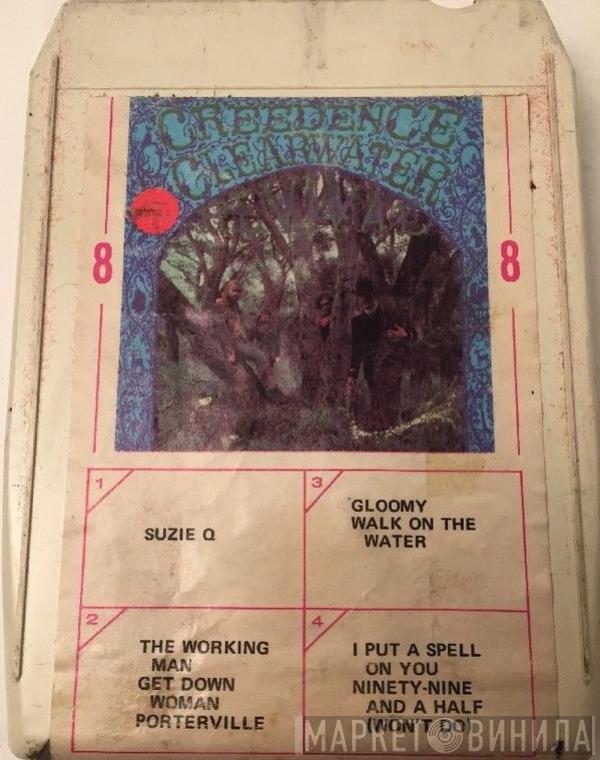 CREEDENCE
CLEARWATER
8
8
1
SUZIE Q
2
THE WORKING
MAN
GET DOWN
WOMAN
PORTERVILLE
3
GLOOMY
WALK ON THE
WATER
4
I PUT A SPELL
ON YOU
NINETY-NINE
AND A HALF
(WON'T DO)
МАРКЕТ ВИНИЛА